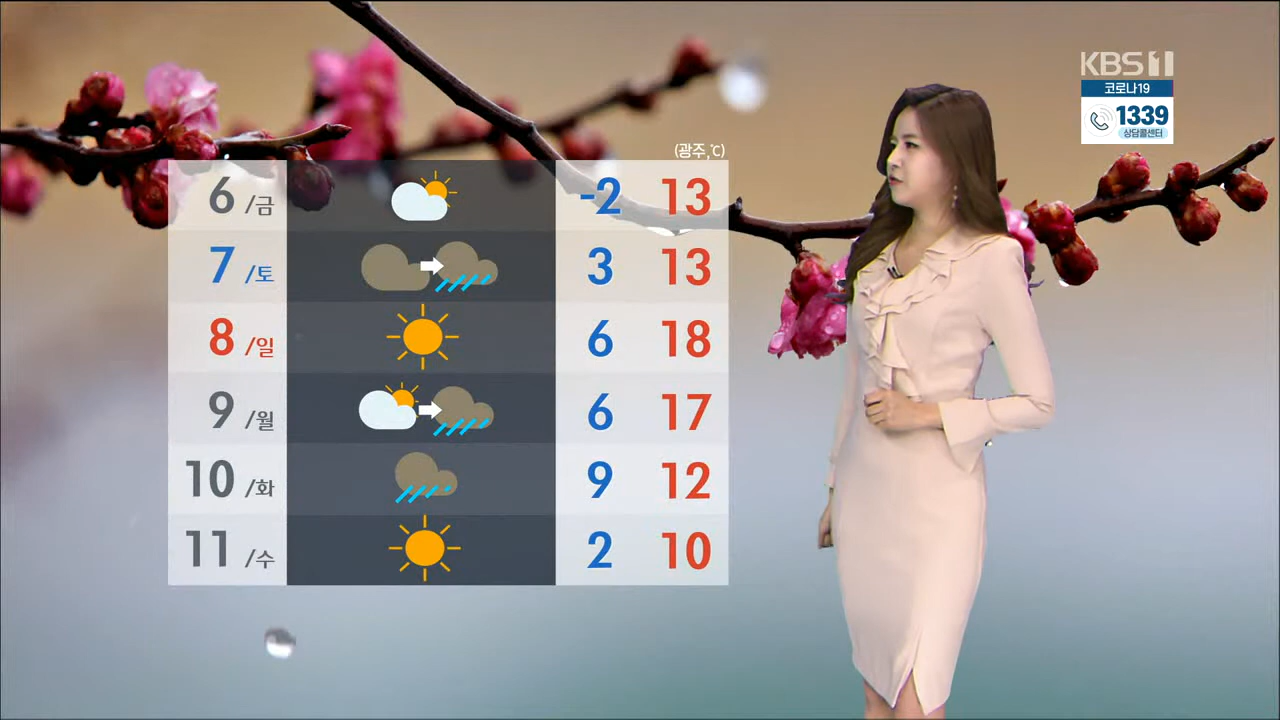 KBS 1
코로나19
1339
상담콜센터
(광주,℃)
6 /금 -2 13
7 /토 3 13
8 /일 6 18
9 /월 6 17
10 /화 9 12
11 /수 2 10